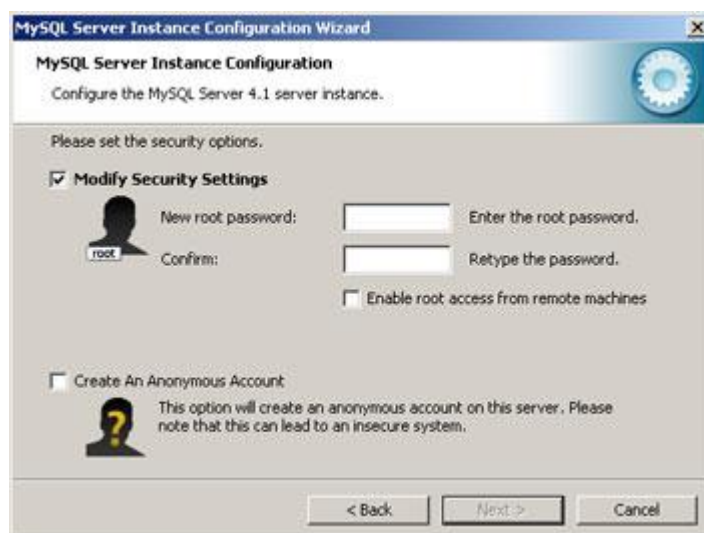 MySQL Server Instance Configuration Wizard
MySQL Server Instance Configuration
Configure the MySQL Server 4.1 server instance.
Please set the security options.
Modify Security Settings
root
New root password:
Enter the root password.
Confirm:
Retype the password.
Enable root access from remote machines
Create An Anonymous Account
This option will create an anonymous account on this server. Please
note that this can lead to an insecure system.
< Back
Next >
Cancel